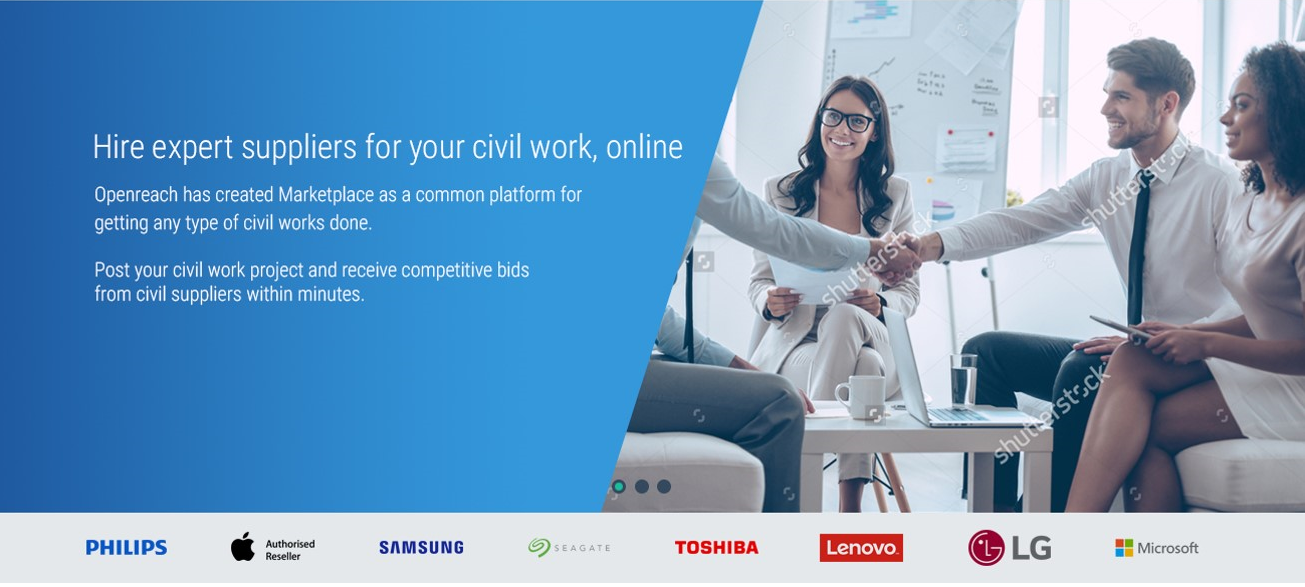 Hire expert suppliers for your civil work, online
Openreach has created Marketplace as a common platform for
getting any type of civil works done.
Post your civil work project and receive competitive bids
from civil suppliers within minutes.
shutterstock
shutterstock
shutterstock
PHILIPS
Authorised
Reseller
SAMSUNG
SEAGATE
TOSHIBA
Lenovo
LG
Microsoft